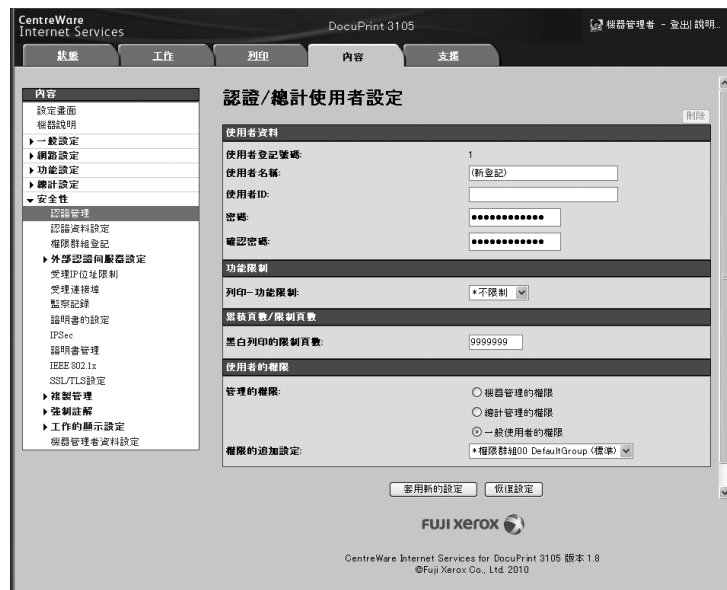 CentreWare
Internet Services
DocuPrint 3105
機器管理者 - 登出| 說明...
狀態
工作
列印
內容
支援
內容
設定畫面
機器說明
一般設定
網路設定
功能設定
總計設定
安全性
認證管理
認證資料設定
權限群組登記
外部認證伺服器設定
受理IP位址限制
受理連接埠
監察記錄
證明書的設定
IPSec
證明書管理
IEEE 802.1x
SSL/TLS設定
複製管理
強制註解
工作的顯示設定
機器管理者資料設定
認證/總計使用者設定
刪除
使用者資料
使用者登記號碼: 1
使用者名稱: (新登記)
使用者ID:
密碼: ●●●●●●●●●●●●
確認密碼: ●●●●●●●●●●●●
功能限制
列印-功能限制: *不限制
累積頁數/限制頁數
黑白列印的限制頁數: 9999999
使用者的權限
管理的權限: 機器管理的權限
總計管理的權限
一般使用者的權限
權限的追加設定: *權限群組00 DefaultGroup (標準)
套用新的設定
恢復設定
FUJI xerox
CentreWare Internet Services for DocuPrint 3105 版本 1.8
©Fuji Xerox Co., Ltd. 2010